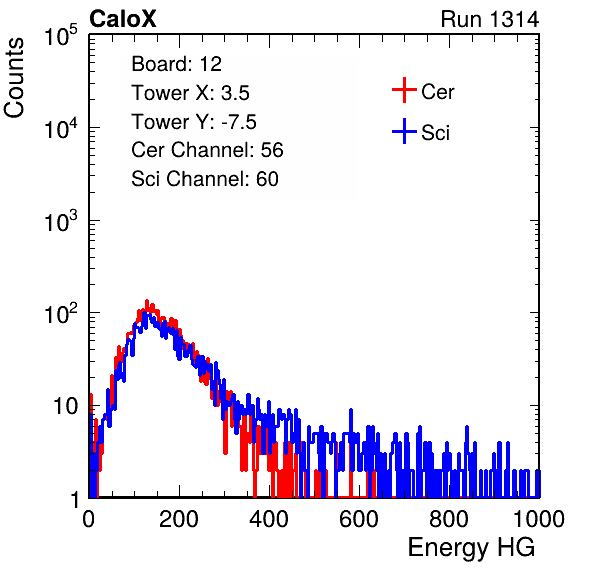 CaloX Run 1314
Counts
Board: 12
Tower X: 3.5
Tower Y: -7.5
Cer Channel: 56
Sci Channel: 60
Cer
Sci
10^5
10^4
10^3
10^2
10
1
0 200 400 600 800 1000
Energy HG